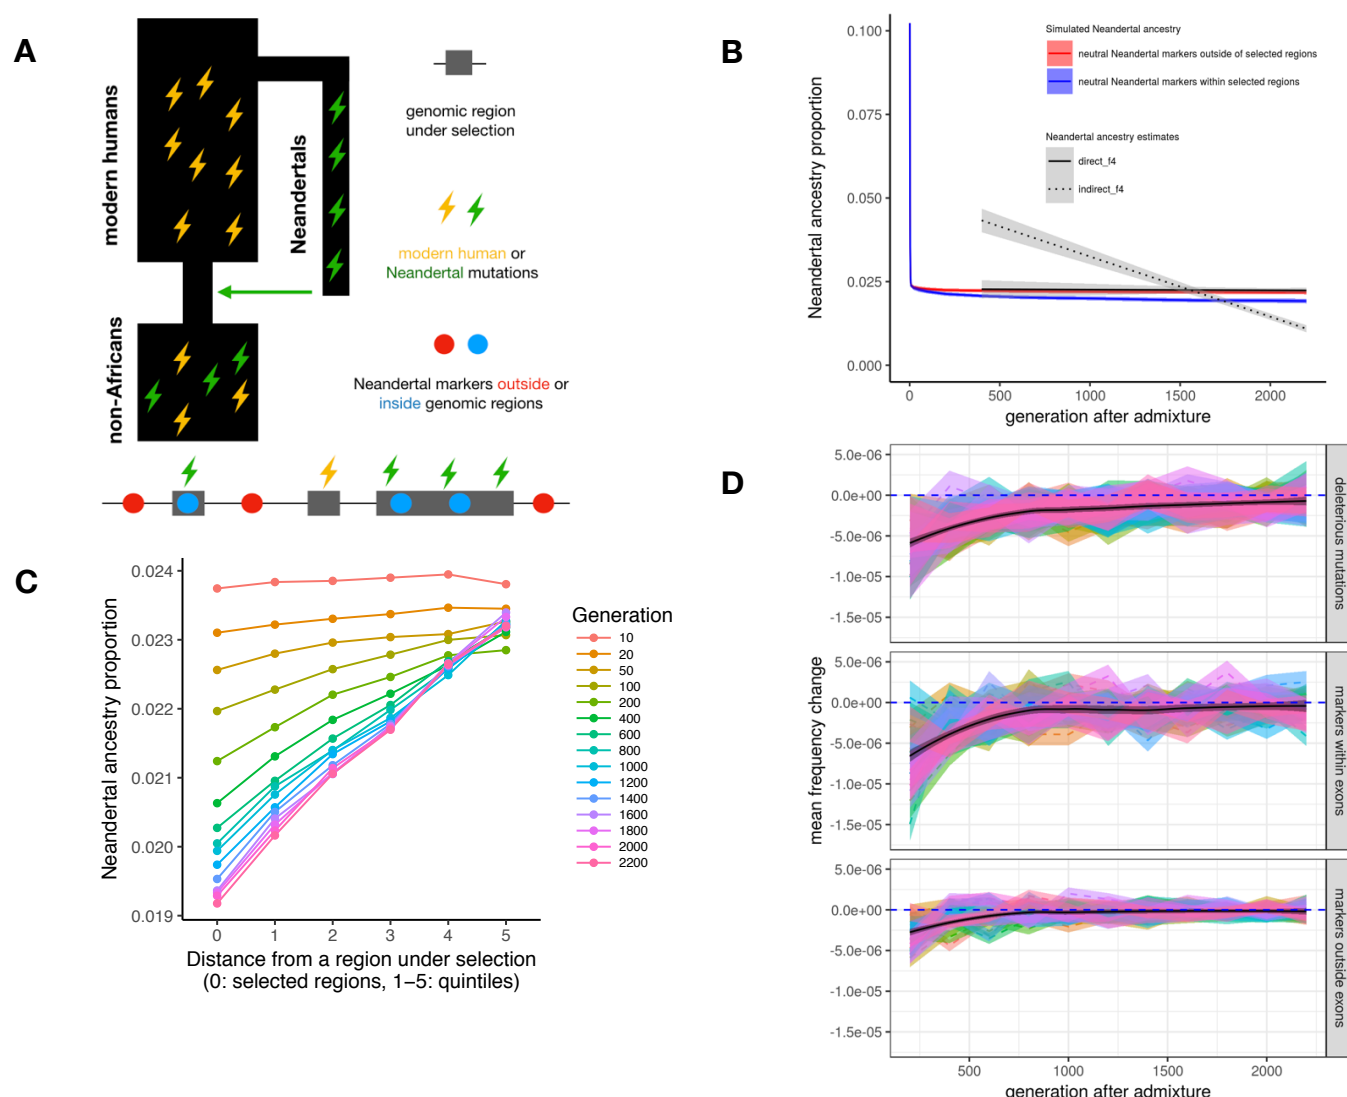 A
modern humans
Neandertals
non-Africans
genomic region
under selection
modern human or
Neandertal mutations
Neandertal markers outside or
inside genomic regions
B
Neandertal ancestry proportion
0.100
0.075
0.050
0.025
0.000
0
500
1000
1500
2000
generation after admixture
Simulated Neandertal ancestry
neutral Neandertal markers outside of selected regions
neutral Neandertal markers within selected regions
Neandertal ancestry estimates
direct_f4
indirect_f4
C
Neandertal ancestry proportion
0.024
0.023
0.022
0.021
0.020
0.019
0
1
2
3
4
5
Distance from a region under selection
(0: selected regions, 1–5: quintiles)
Generation
10
20
50
100
200
400
600
800
1000
1200
1400
1600
1800
2000
2200
D
mean frequency change
5.0e-06
0.0e+00
-5.0e-06
-1.0e-05
-1.5e-05
deleterious mutations
5.0e-06
0.0e+00
-5.0e-06
-1.0e-05
-1.5e-05
markers within exons
5.0e-06
0.0e+00
-5.0e-06
-1.0e-05
-1.5e-05
markers outside exons
500
1000
1500
2000
generation after admixture